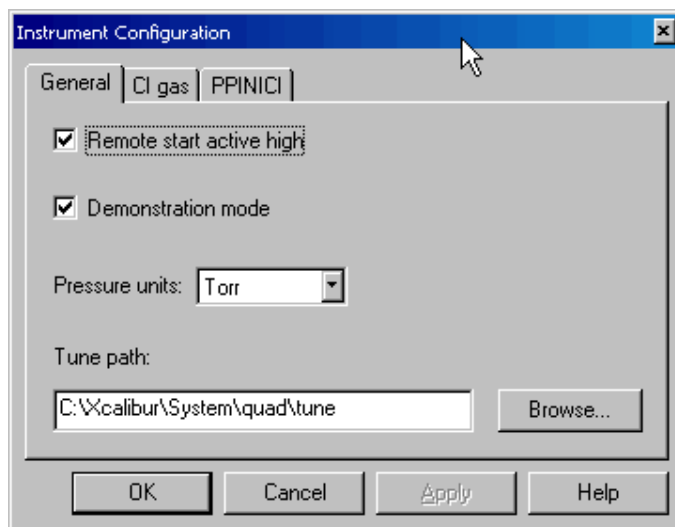 Instrument Configuration
General CI gas PPINICI
Remote start active high
Demonstration mode
Pressure units: Torr
Tune path:
C:\Xcalibur\System\quad\tune Browse...
OK Cancel Apply Help